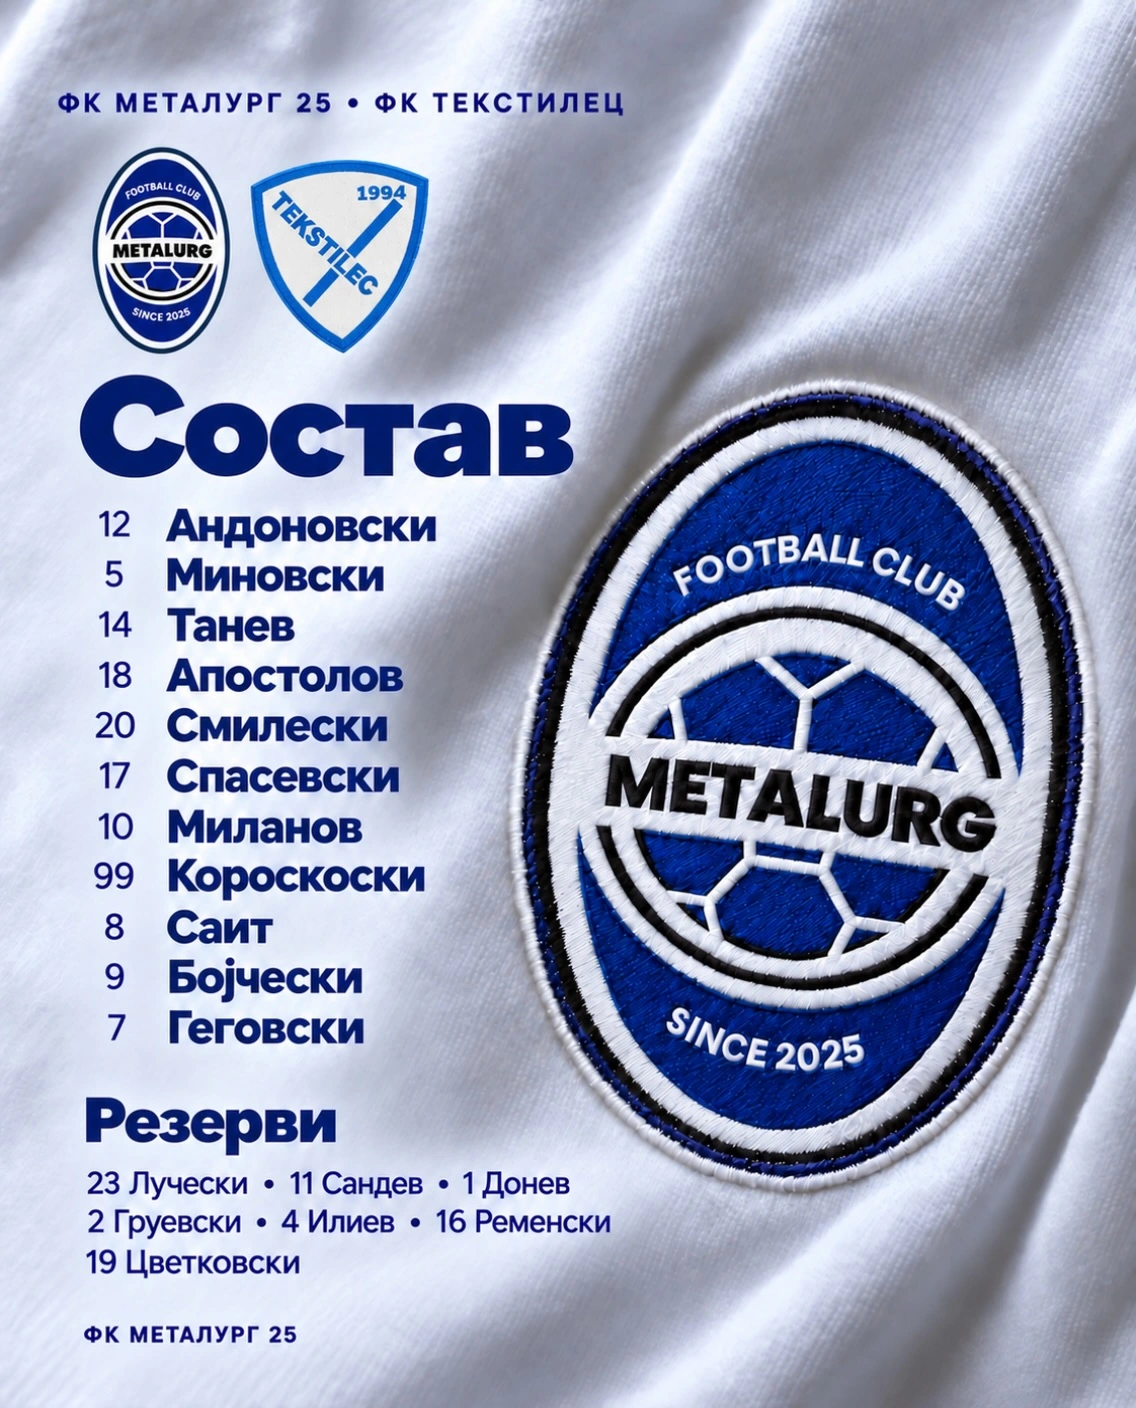 ФК МЕТАЛУРГ 25 • ФК ТЕКСТИЛЕЦ
FOOTBALL CLUB
METALURG
SINCE 2025
1994
TEKSTILEC
Состав
12 Андоновски
5 Миновски
14 Танев
18 Апостолов
20 Смилески
17 Спасевски
10 Миланов
99 Короскоски
8 Саит
9 Бојчески
7 Геговски
FOOTBALL CLUB
METALURG
SINCE 2025
Резерви
23 Лучески • 11 Сандев • 1 Донев
2 Груевски • 4 Илиев • 16 Ременски
19 Цветковски
ФК МЕТАЛУРГ 25